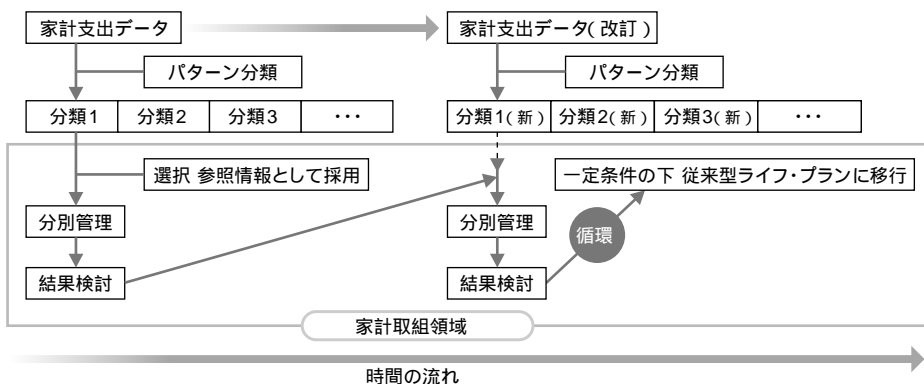 家計支出データ
家計支出データ(改訂)
パターン分類
パターン分類
分類1 分類2 分類3 ・・・
分類1(新) 分類2(新) 分類3(新) ・・・
選択 参照情報として採用
一定条件の下 従来型ライフ・プランに移行
分別管理
分別管理
循環
結果検討
結果検討
家計取組領域
時間の流れ